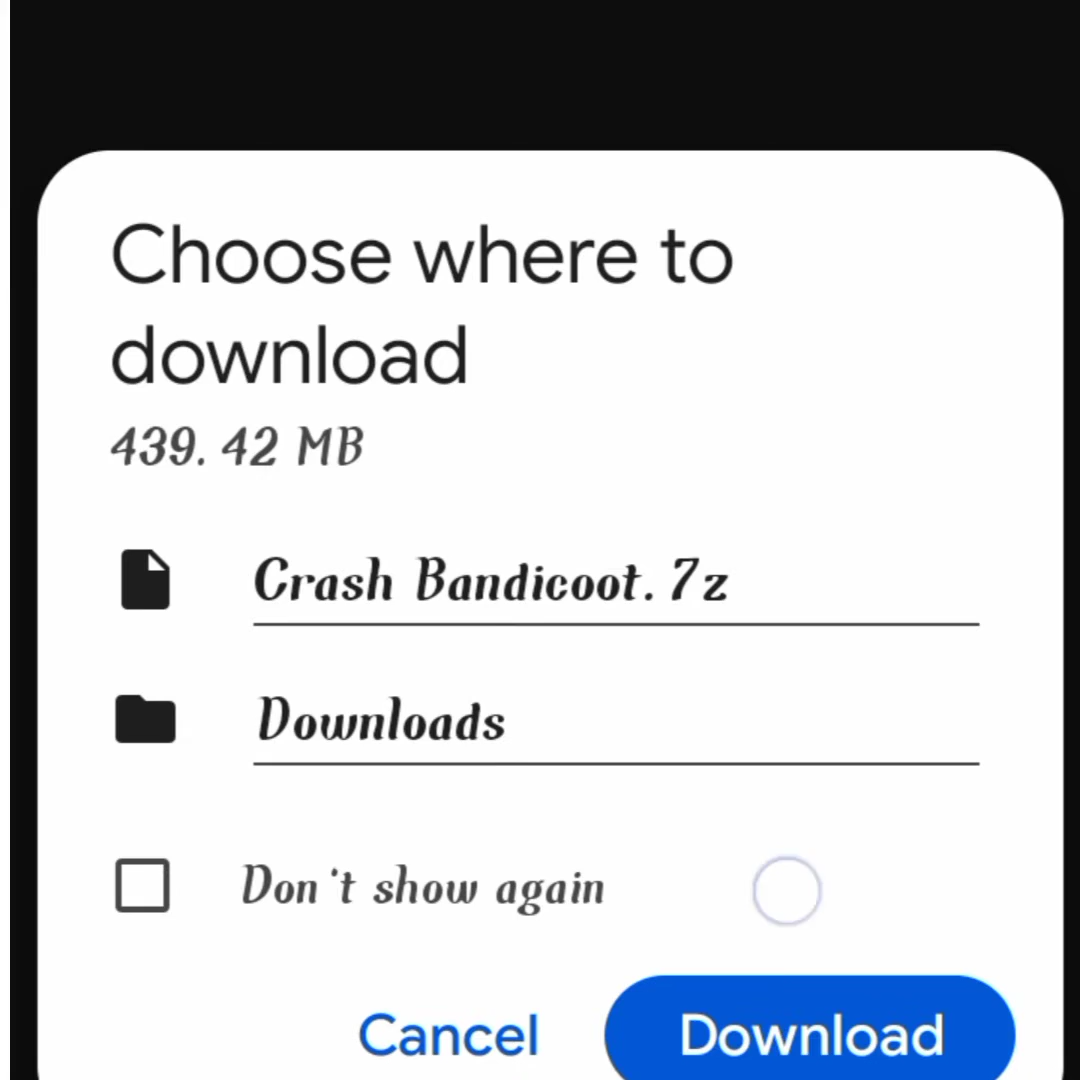 Choose where to
download
439. 42 MB
Crash Bandicoot. 7z
Downloads
Don't show again
Cancel Download